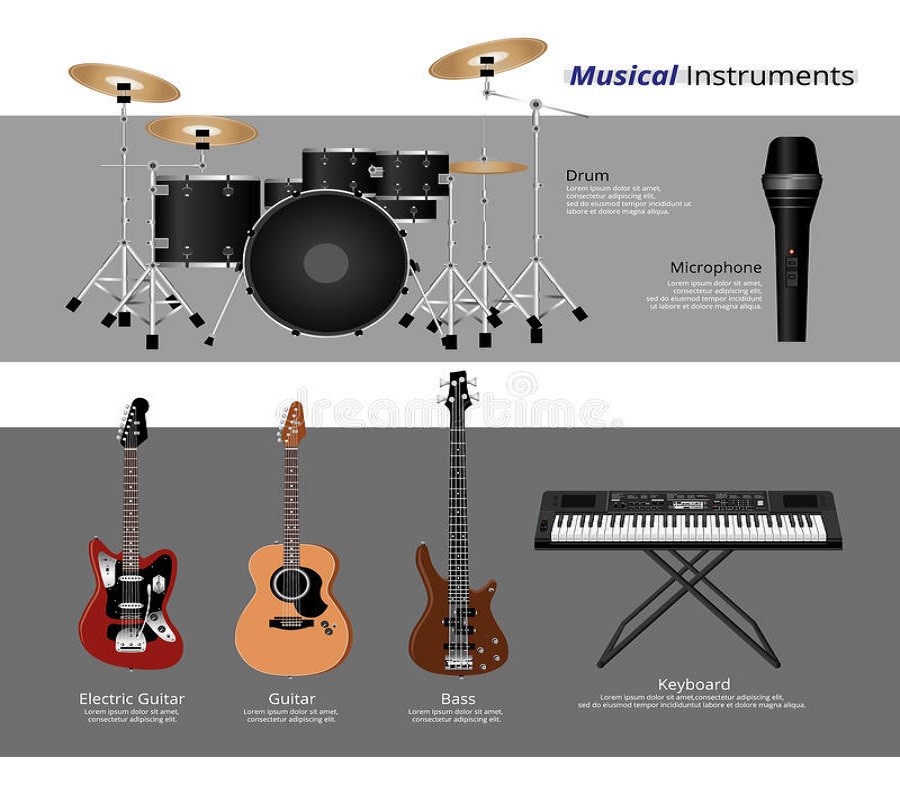 Musical Instruments
Drum
Lorem ipsum dolor sit amet,
sed do eiusmod tempor incididunt ut
labore et dolore magna aliqua.
Microphone
Lorem ipsum dolor sit amet,
consectetur adipiscing elit,
sed do eiusmod tempor incididunt
ut labore et dolore magna aliqua.
dreamstime.
Electric Guitar
Lorem ipsum dolor sit amet,
consectetur adipiscing elit.
Guitar
Lorem ipsum dolor sit amet,
consectetur adipiscing elit.
Bass
Lorem ipsum dolor sit amet,
consectetur adipiscing elit.
Keyboard
Lorem ipsum dolor sit amet,consectetur adipiscing elit,
sed do eiusmod tempor incididunt ut labore et dolore magna aliqua.